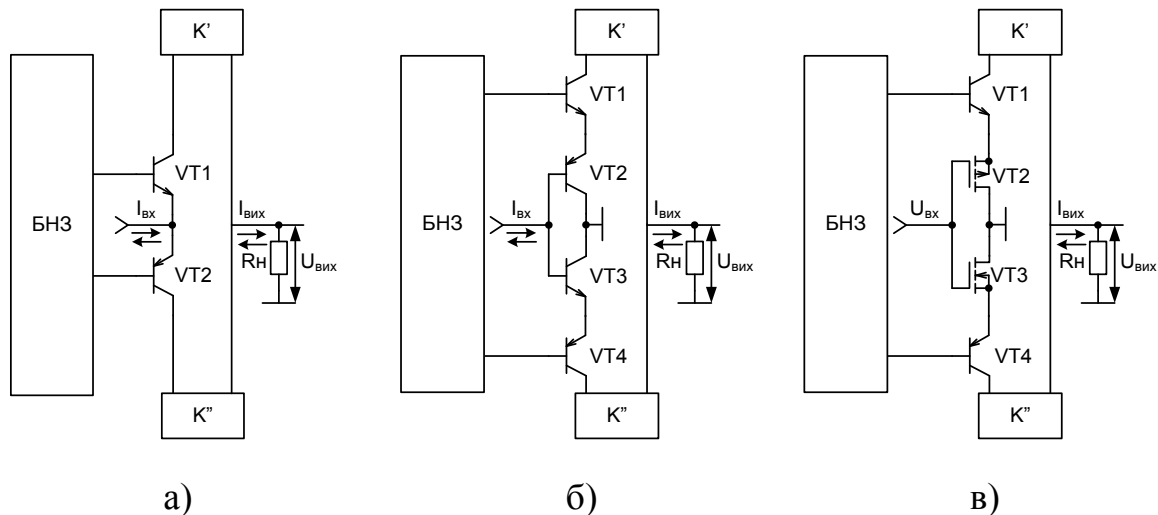 K'
БНЗ
VT1
Iвх
VT2
Iвих
Rн
Uвих
K”
а)
K'
БНЗ
VT1
VT2
Iвх
VT3
VT4
Iвих
Rн
Uвих
K”
б)
K'
БНЗ
VT1
VT2
Uвх
VT3
VT4
Iвих
Rн
Uвих
K”
в)